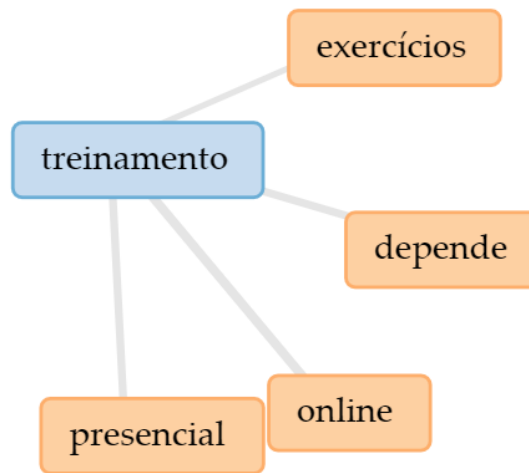 exercícios
treinamento
depende
online
presencial